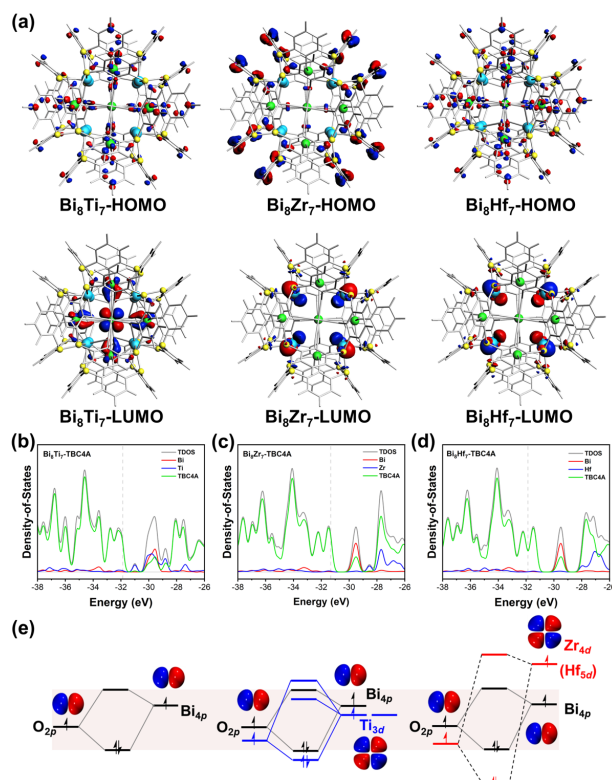 (a)
Bi₈Ti₇-HOMO
Bi₈Zr₇-HOMO
Bi₈Hf₇-HOMO
Bi₈Ti₇-LUMO
Bi₈Zr₇-LUMO
Bi₈Hf₇-LUMO
(b)
Bi₈Ti₇-TBC4A
TDOS
Bi
Ti
TBC4A
Density-of-States
-38 -36 -34 -32 -30 -28 -26
Energy (eV)
(c)
Bi₈Zr₇-TBC4A
TDOS
Bi
Zr
TBC4A
Density-of-States
-38 -36 -34 -32 -30 -28 -26
Energy (eV)
(d)
Bi₈Hf₇-TBC4A
TDOS
Bi
Hf
TBC4A
Density-of-States
-38 -36 -34 -32 -30 -28 -26
Energy (eV)
(e)
O₂ₚ
Bi₄ₚ
O₂ₚ
Bi₄ₚ
Ti3d
O₂ₚ
Bi₄ₚ
Zr4d
(Hf5d)